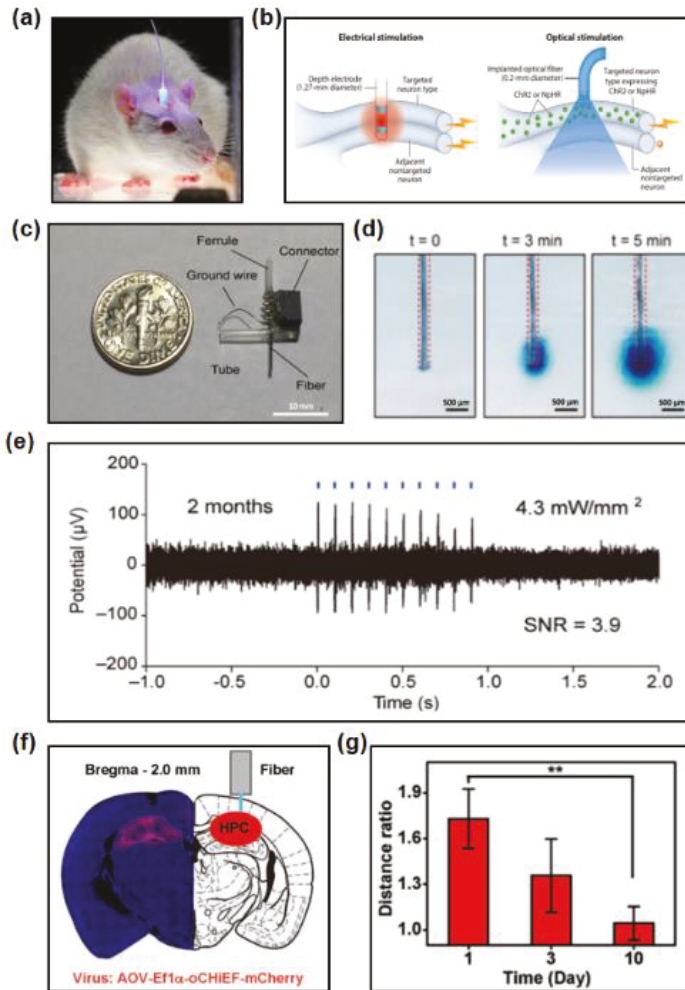 (a)
(b)
Electrical stimulation
Optical stimulation
Depth electrode
(1.27-mm diameter)
Targeted
neuron type
Adjacent
nontargeted
neuron
Implanted optical fiber
(0.2-mm diameter)
ChR2 or NpHR
Targeted neuron
type expressing
ChR2 or NpHR
Adjacent
nontargeted
neuron
(c)
Ferrule
Connector
Ground wire
Tube
Fiber
10 mm
ONE DIME
(d)
t = 0
t = 3 min
t = 5 min
500 µm
500 µm
500 µm
(e)
200
100
0
−100
−200
Potential (µV)
2 months
4.3 mW/mm 2
SNR = 3.9
−1.0
−0.5
0.0
0.5
1.0
1.5
2.0
Time (s)
(f)
Bregma - 2.0 mm
Fiber
HPC
Virus: AOV-Ef1α-oCHiEF-mCherry
(g)
**
Distance ratio
1.9
1.6
1.3
1.0
1
3
10
Time (Day)